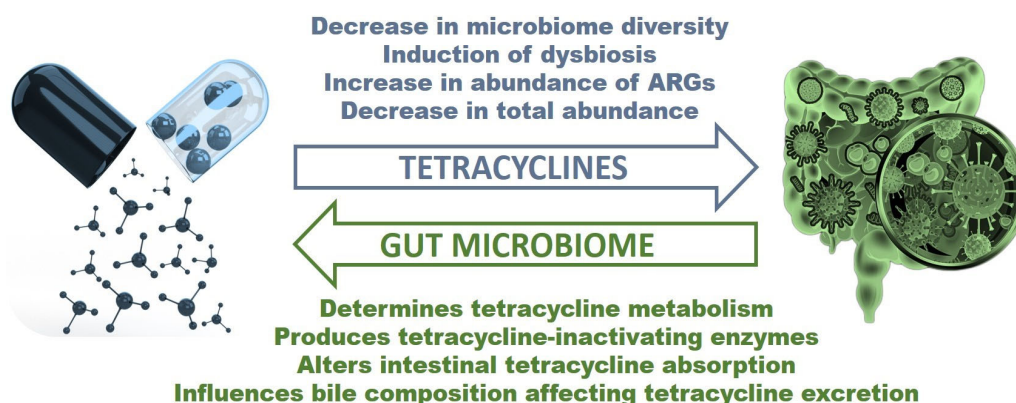 Decrease in microbiome diversity
Induction of dysbiosis
Increase in abundance of ARGs
Decrease in total abundance
TETRACYCLINES
GUT MICROBIOME
Determines tetracycline metabolism
Produces tetracycline-inactivating enzymes
Alters intestinal tetracycline absorption
Influences bile composition affecting tetracycline excretion